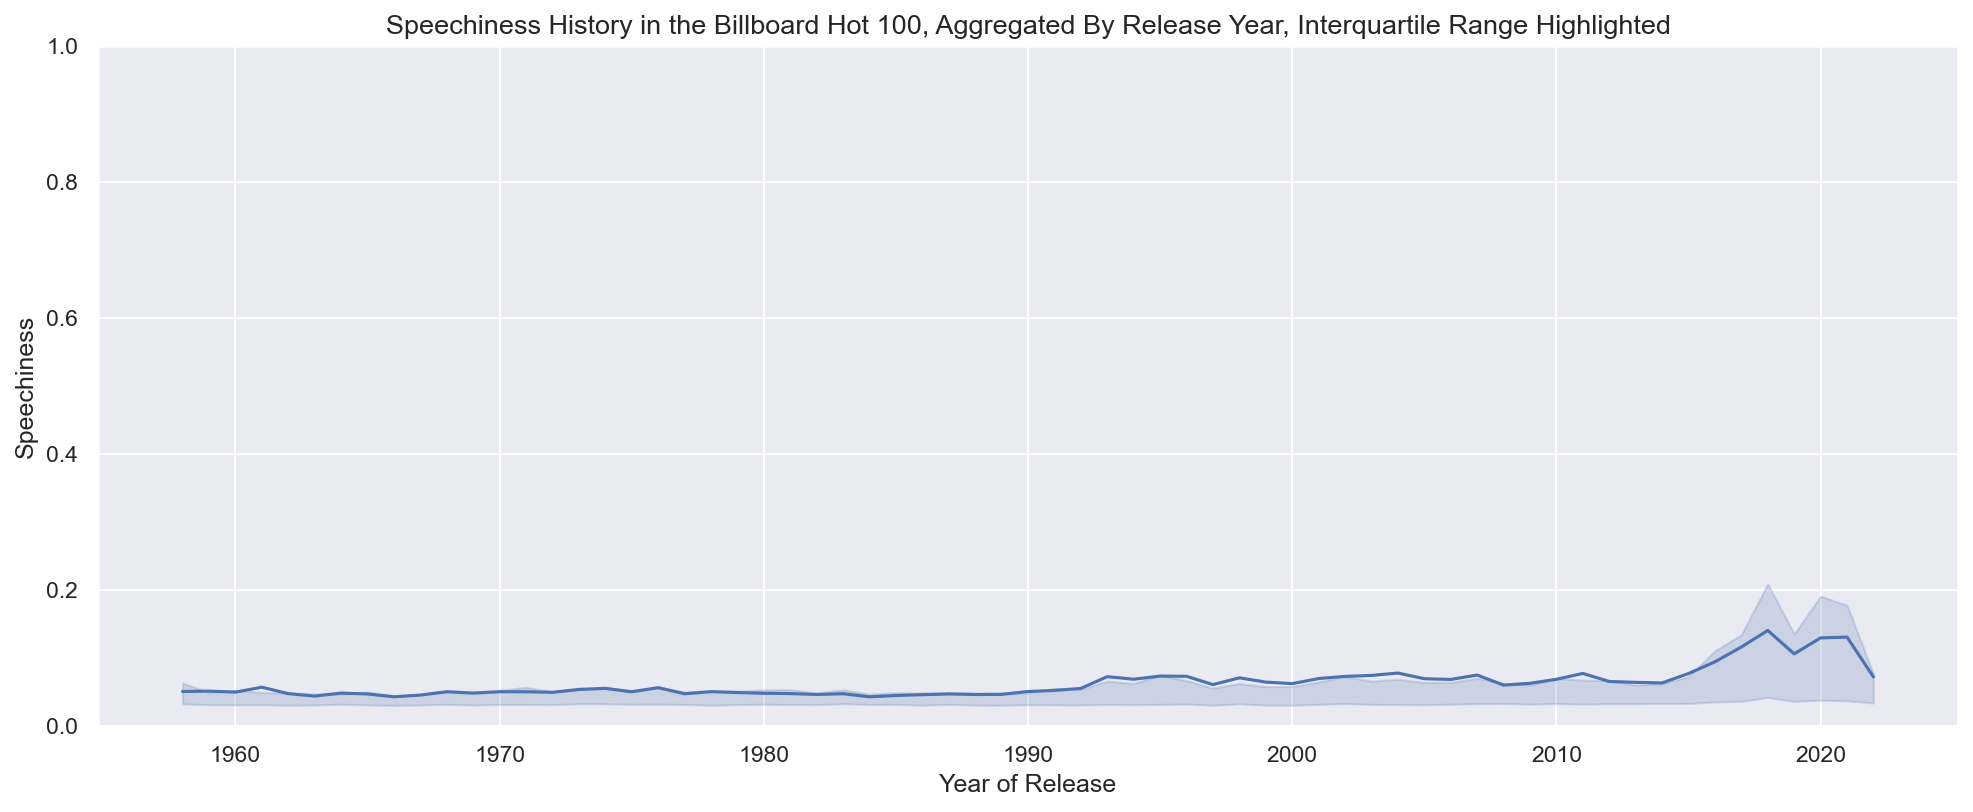 Speechiness History in the Billboard Hot 100, Aggregated By Release Year, Interquartile Range Highlighted
1.0
0.8
0.6
0.4
0.2
0.0
Speechiness
1960 1970 1980 1990 2000 2010 2020
Year of Release